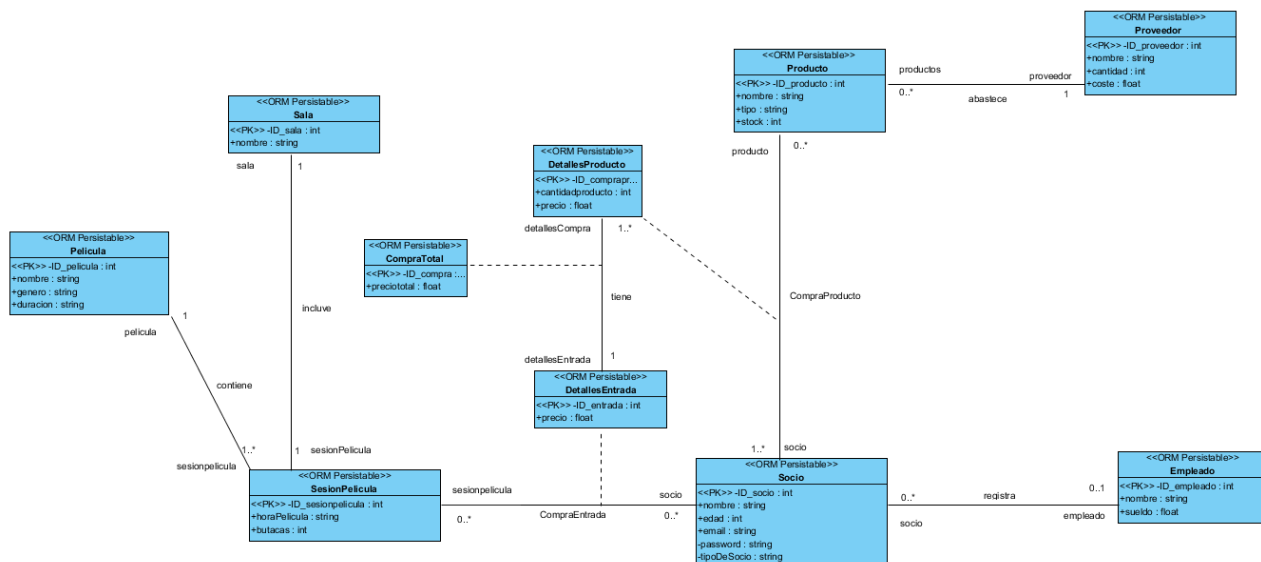 <<ORM Persistable>>
Proveedor
<<PK>> -ID_proveedor : int
+nombre : string
+cantidad : int
+coste : float
<<ORM Persistable>>
Producto
<<PK>> -ID_producto : int
+nombre : string
+tipo : string
+stock : int
productos
0..*
abastece
proveedor
1
<<ORM Persistable>>
Sala
<<PK>> -ID_sala : int
+nombre : string
sala
1
<<ORM Persistable>>
DetallesProducto
<<PK>> -ID_comprapr...
+cantidadproducto : int
+precio : float
producto
0..*
detallesCompra
1..*
<<ORM Persistable>>
Pelicula
<<PK>> -ID_pelicula : int
+nombre : string
+genero : string
+duracion : string
<<ORM Persistable>>
CompraTotal
<<PK>> -ID_compra :...
+preciototal : float
1
pelicula
incluve
tiene
CompraProducto
contiene
detallesEntrada
1
<<ORM Persistable>>
DetallesEntrada
<<PK>> -ID_entrada : int
+precio : float
1..*
sesionpelicula
1
sesionPelicula
1..*
socio
<<ORM Persistable>>
SesionPelicula
<<PK>> -ID_sesionpelicula : int
+horaPelicula : string
+butacas : int
sesionpelicula
0..*
CompraEntrada
socio
0..*
<<ORM Persistable>>
Socio
<<PK>> -ID_socio : int
+nombre : string
+edad : int
+email : string
-password : string
-tipoDeSocio : string
0..*
socio
registra
0..1
empleado
<<ORM Persistable>>
Empleado
<<PK>> -ID_empleado : int
+nombre : string
+sueldo : float